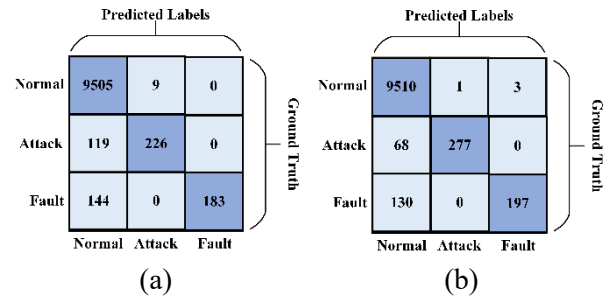 Predicted Labels
Normal 9505 9 0
Attack 119 226 0
Fault 144 0 183
Normal Attack Fault
Ground Truth
(a)
Predicted Labels
Normal 9510 1 3
Attack 68 277 0
Fault 130 0 197
Normal Attack Fault
Ground Truth
(b)